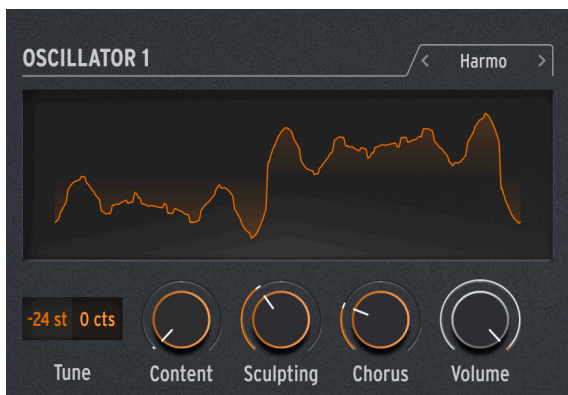 OSCILLATOR 1
< Harmo >
-24 st 0 cts
Tune Content Sculpting Chorus Volume